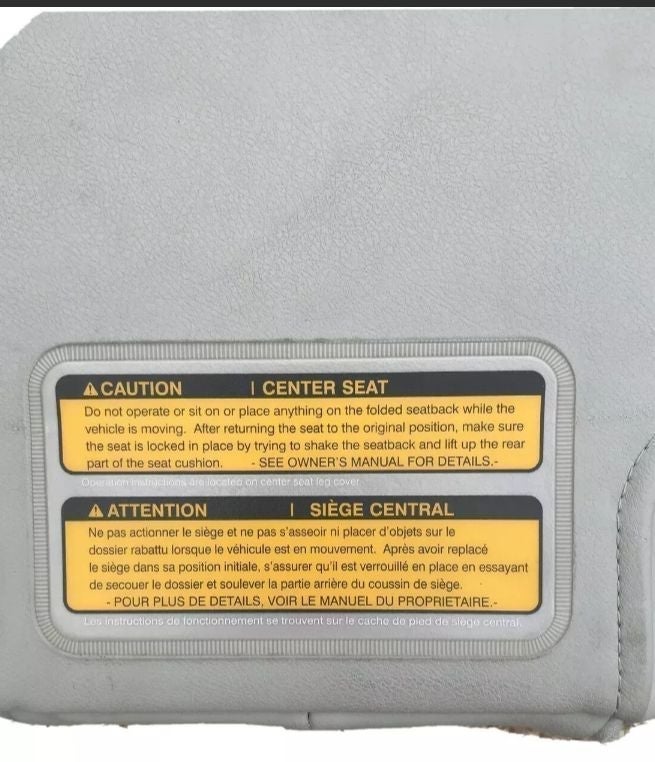 ⚠ CAUTION | CENTER SEAT
Do not operate or sit on or place anything on the folded seatback while the
vehicle is moving. After returning the seat to the original position, make sure
the seat is locked in place by trying to shake the seatback and lift up the rear
part of the seat cushion. - SEE OWNER'S MANUAL FOR DETAILS.-
Operation instructions are located on center seat leg cover.
⚠ ATTENTION | SIÈGE CENTRAL
Ne pas actionner le siège et ne pas s'asseoir ni placer d'objets sur le
dossier rabattu lorsque le véhicule est en mouvement. Après avoir replacé
le siège dans sa position initiale, s'assurer qu'il est verrouillé en place en essayant
de secouer le dossier et soulever la partie arrière du coussin de siège.
- POUR PLUS DE DETAILS, VOIR LE MANUEL DU PROPRIETAIRE.-
Les instructions de fonctionnement se trouvent sur le cache de pied de siège central.